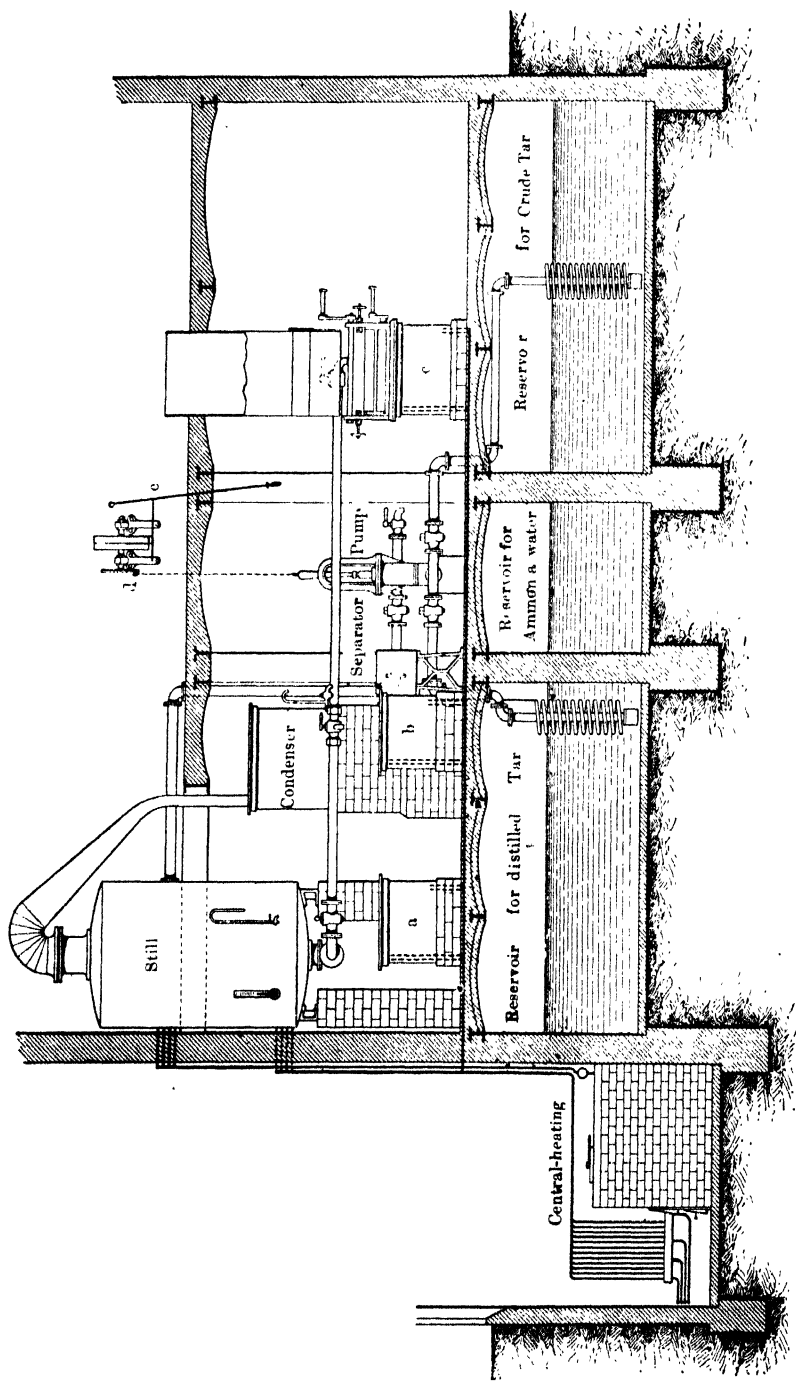 d
e
Still
Condenser
Separator
Pump
a
b
c
Central-heating
Reservoir for distilled Tar
Reservoir for
Ammonia water
Reservoir for Crude Tar